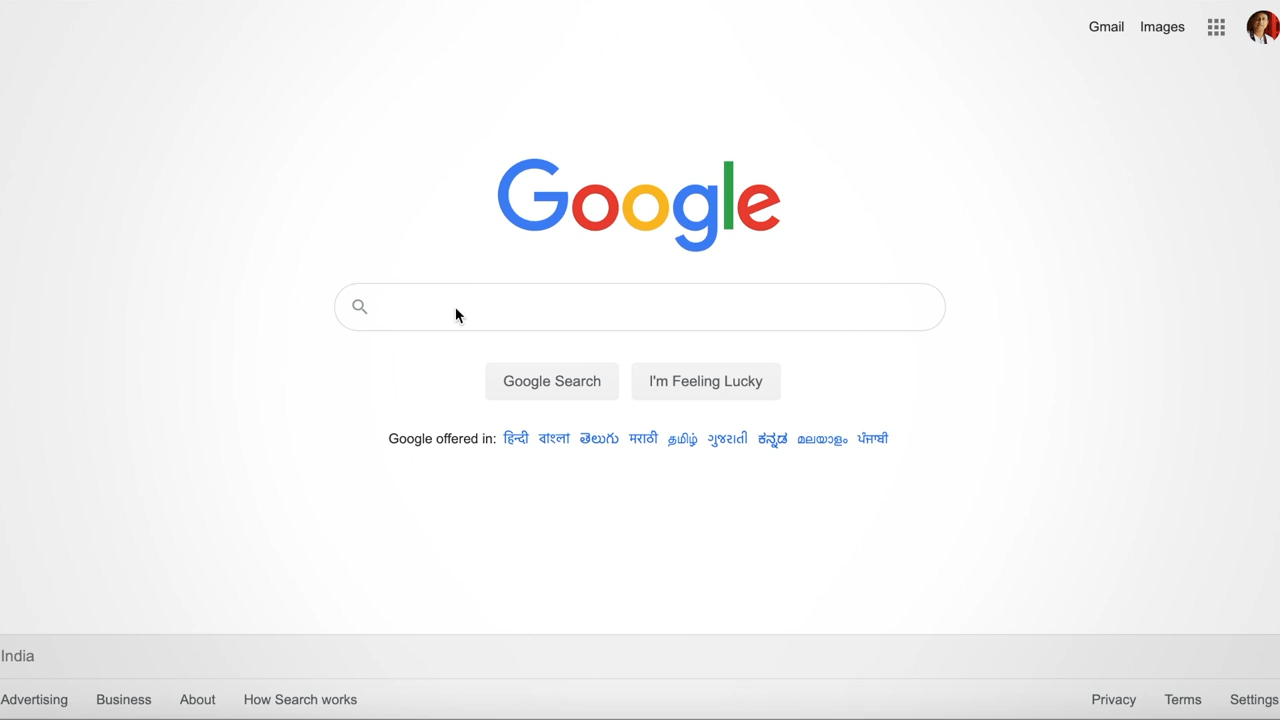 Gmail Images
Google
Google Search I'm Feeling Lucky
Google offered in: हिन्दी বাংলা తెలుగు मराठी தமிழ் ગુજરાતી ಕನ್ನಡ മലയാളം ਪੰਜਾਬੀ
India
Advertising Business About How Search works Privacy Terms Settings